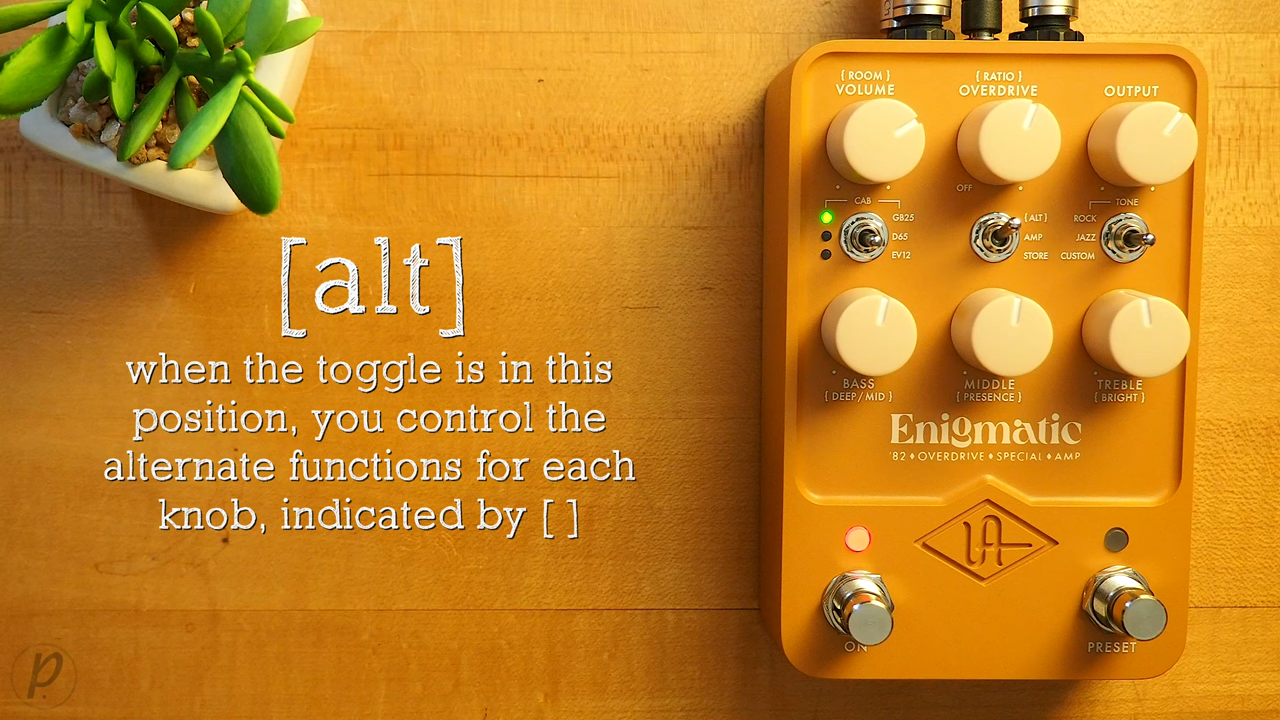 [alt]
when the toggle is in this
position, you control the
alternate functions for each
knob, indicated by [ ]
{ ROOM }
VOLUME
{ RATIO }
OVERDRIVE
OUTPUT
OFF
CAB
GB25
D65
EV12
{ ALT }
AMP
STORE
TONE
ROCK
JAZZ
CUSTOM
BASS
{ DEEP / MID }
MIDDLE
{ PRESENCE }
TREBLE
{ BRIGHT }
Enigmatic
'82 ♦ OVERDRIVE ♦ SPECIAL ♦ AMP
UA
ON
PRESET
p.